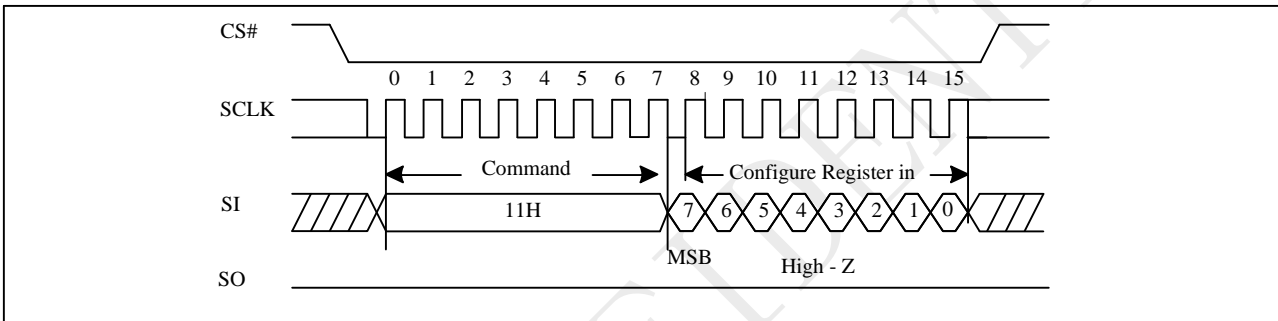 CS#
0 1 2 3 4 5 6 7 8 9 10 11 12 13 14 15
SCLK
Command
Configure Register in
SI
11H
7 6 5 4 3 2 1 0
MSB
High - Z
SO